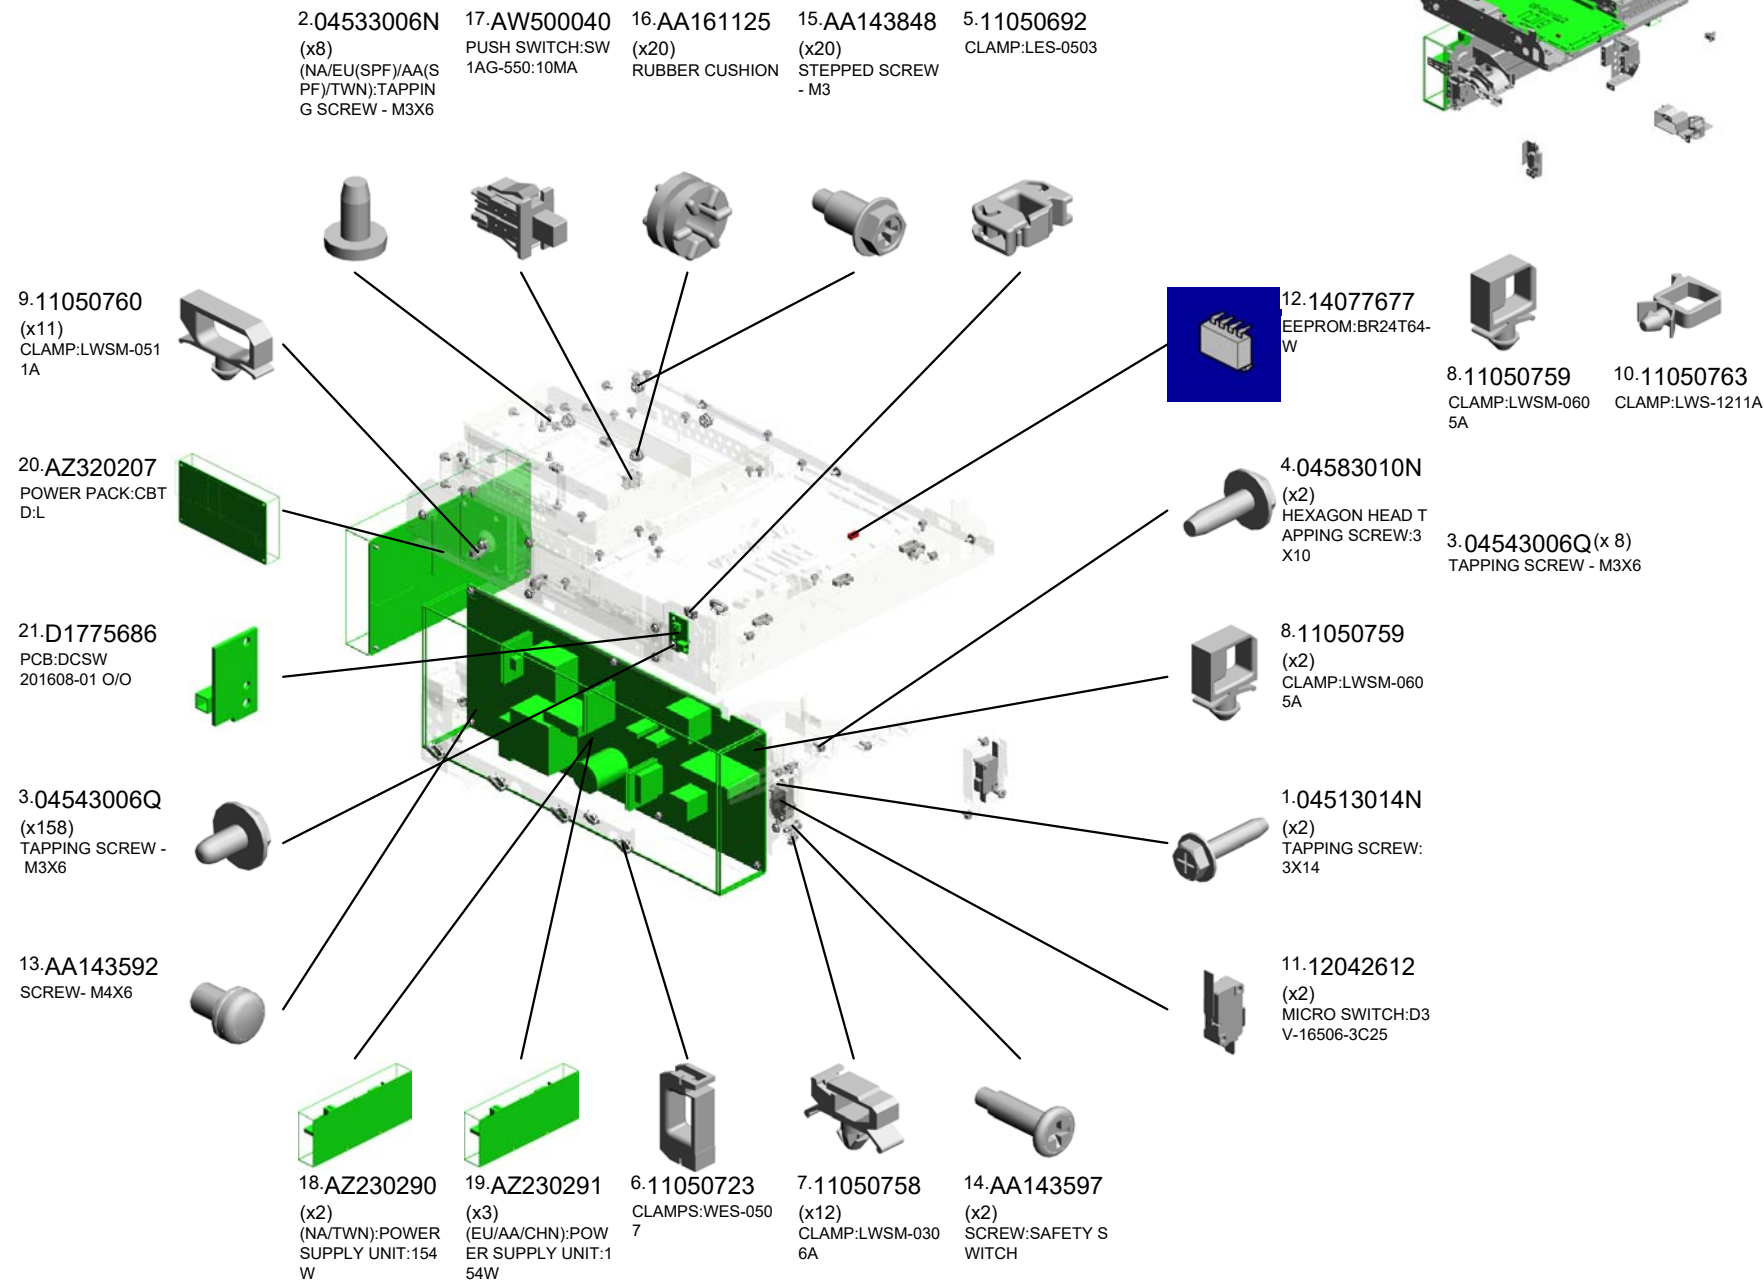 2.04533006N
(x8)
(NA/EU(SPF)/AA(S
PF)/TWN):TAPPIN
G SCREW - M3X6
17.AW500040
PUSH SWITCH:SW
1AG-550:10MA
16.AA161125
(x20)
RUBBER CUSHION
15.AA143848
(x20)
STEPPED SCREW
- M3
5.11050692
CLAMP:LES-0503
9.11050760
(x11)
CLAMP:LWSM-051
1A
12.14077677
EEPROM:BR24T64-
W
8.11050759
CLAMP:LWSM-060
5A
10.11050763
CLAMP:LWS-1211A
20.AZ320207
POWER PACK:CBT
D:L
4.04583010N
(x2)
HEXAGON HEAD T
APPING SCREW:3
X10
3.04543006Q(x 8)
TAPPING SCREW - M3X6
21.D1775686
PCB:DCSW
201608-01 O/O
8.11050759
(x2)
CLAMP:LWSM-060
5A
3.04543006Q
(x158)
TAPPING SCREW -
M3X6
1.04513014N
(x2)
TAPPING SCREW:
3X14
13.AA143592
SCREW- M4X6
11.12042612
(x2)
MICRO SWITCH:D3
V-16506-3C25
18.AZ230290
(x2)
(NA/TWN):POWER
SUPPLY UNIT:154
W
19.AZ230291
(x3)
(EU/AA/CHN):POW
ER SUPPLY UNIT:1
54W
6.11050723
CLAMPS:WES-050
7
7.11050758
(x12)
CLAMP:LWSM-030
6A
14.AA143597
(x2)
SCREW:SAFETY S
WITCH